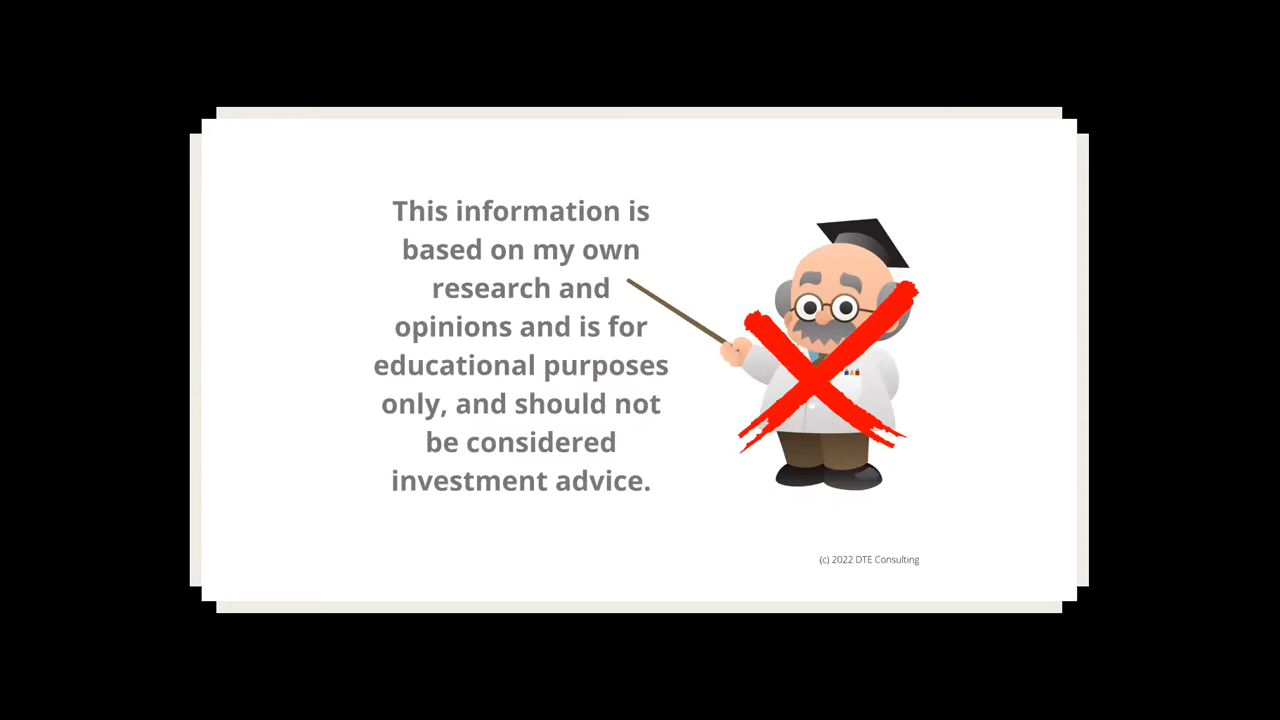 This information is
based on my own
research and
opinions and is for
educational purposes
only, and should not
be considered
investment advice.
(c) 2022 DTE Consulting